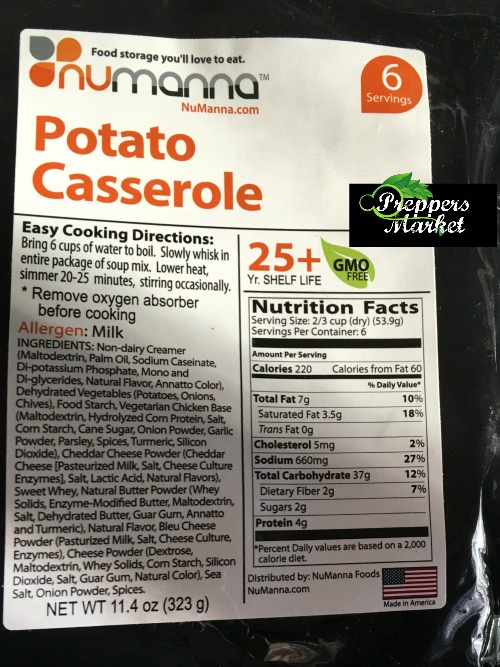 Food storage you'll love to eat.
numanna™
NuManna.com
6
Servings
Potato
Casserole
Preppers
Market
Easy Cooking Directions:
Bring 6 cups of water to boil. Slowly whisk in
entire package of soup mix. Lower heat,
simmer 20-25 minutes, stirring occasionally.
* Remove oxygen absorber
before cooking
Allergen: Milk
INGREDIENTS: Non-dairy Creamer
(Maltodextrin, Palm Oil, Sodium Caseinate,
Di-potassium Phosphate, Mono and
Di-glycerides, Natural Flavor, Annatto Color),
Dehydrated Vegetables (Potatoes, Onions,
Chives), Food Starch, Vegetarian Chicken Base
(Maltodextrin, Hydrolyzed Corn Protein, Salt,
Corn Starch, Cane Sugar, Onion Powder, Garlic
Powder, Parsley, Spices, Turmeric, Silicon
Dioxide), Cheddar Cheese Powder (Cheddar
Cheese [Pasteurized Milk, Salt, Cheese Culture
Enzymes], Salt, Lactic Acid, Natural Flavors),
Sweet Whey, Natural Butter Powder (Whey
Solids, Enzyme-Modified Butter, Maltodextrin,
Salt, Dehydrated Butter, Guar Gum, Annatto
and Turmeric), Natural Flavor, Bleu Cheese
Powder (Pasturized Milk, Salt, Cheese Culture,
Enzymes), Cheese Powder (Dextrose,
Maltodextrin, Whey Solids, Corn Starch, Silicon
Dioxide, Salt, Guar Gum, Natural Color), Sea
Salt, Onion Powder, Spices.
NET WT 11.4 oz (323 g)
25+
Yr. SHELF LIFE
GMO
FREE
Nutrition Facts
Serving Size: 2/3 cup (dry) (53.9g)
Servings Per Container: 6
Amount Per Serving
Calories 220 Calories from Fat 60
% Daily Value*
Total Fat 7g 10%
Saturated Fat 3.5g 18%
Trans Fat 0g
Cholesterol 5mg 2%
Sodium 660mg 27%
Total Carbohydrate 37g 12%
Dietary Fiber 2g 7%
Sugars 2g
Protein 4g
*Percent Daily values are based on a 2,000
calorie diet.
Distributed by: NuManna Foods
NuManna.com
Made in America